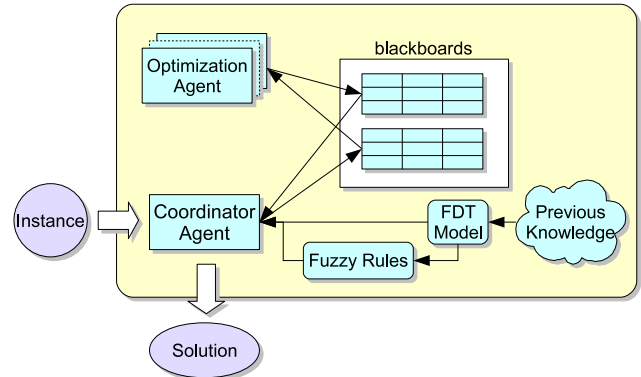 blackboards
Optimization
Agent
Instance
Coordinator
Agent
FDT
Model
Previous
Knowledge
Fuzzy Rules
Solution